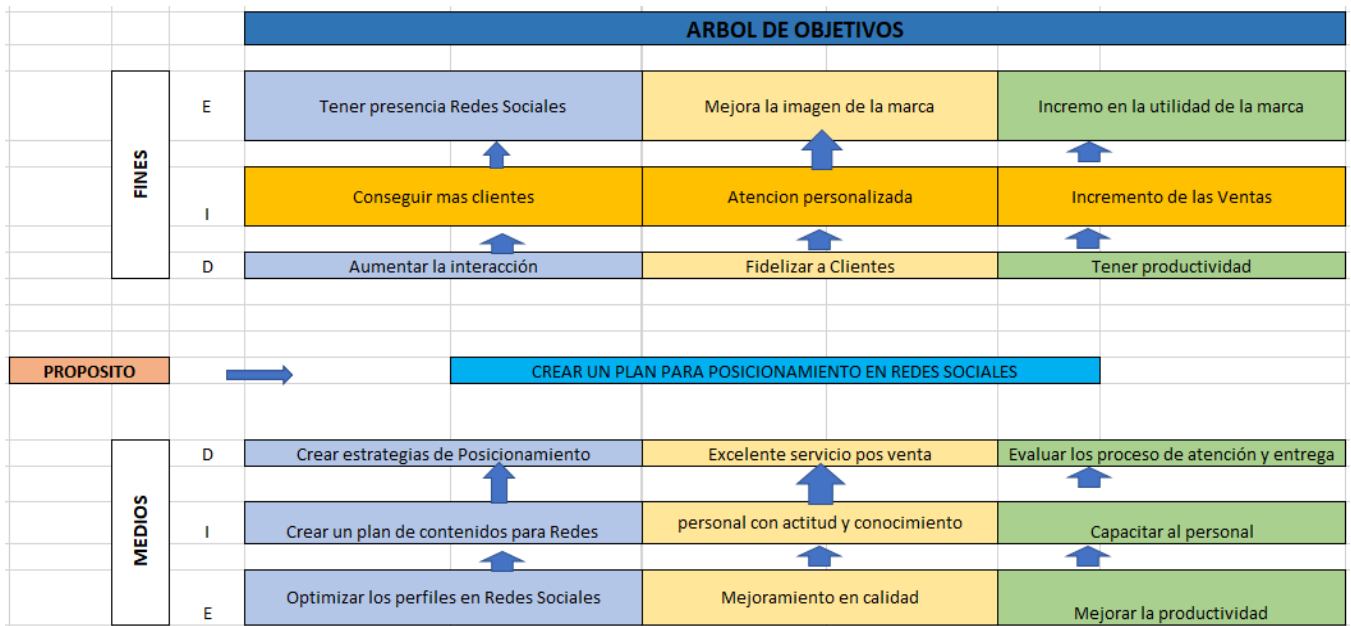 ARBOL DE OBJETIVOS
FINES
E
Tener presencia Redes Sociales
Mejora la imagen de la marca
Incremo en la utilidad de la marca
I
Conseguir mas clientes
Atencion personalizada
Incremento de las Ventas
D
Aumentar la interacción
Fidelizar a Clientes
Tener productividad
PROPOSITO
CREAR UN PLAN PARA POSICIONAMIENTO EN REDES SOCIALES
MEDIOS
D
Crear estrategias de Posicionamiento
Excelente servicio pos venta
Evaluar los proceso de atención y entrega
I
Crear un plan de contenidos para Redes
personal con actitud y conocimiento
Capacitar al personal
E
Optimizar los perfiles en Redes Sociales
Mejoramiento en calidad
Mejorar la productividad